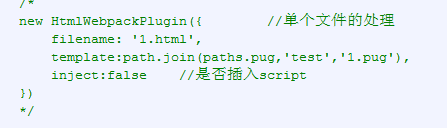 /*
new HtmlWebpackPlugin({        //单个文件的处理
    filename: '1.html',
    template:path.join(paths.pug,'test','1.pug'),
    inject:false    //是否插入script
})
*/